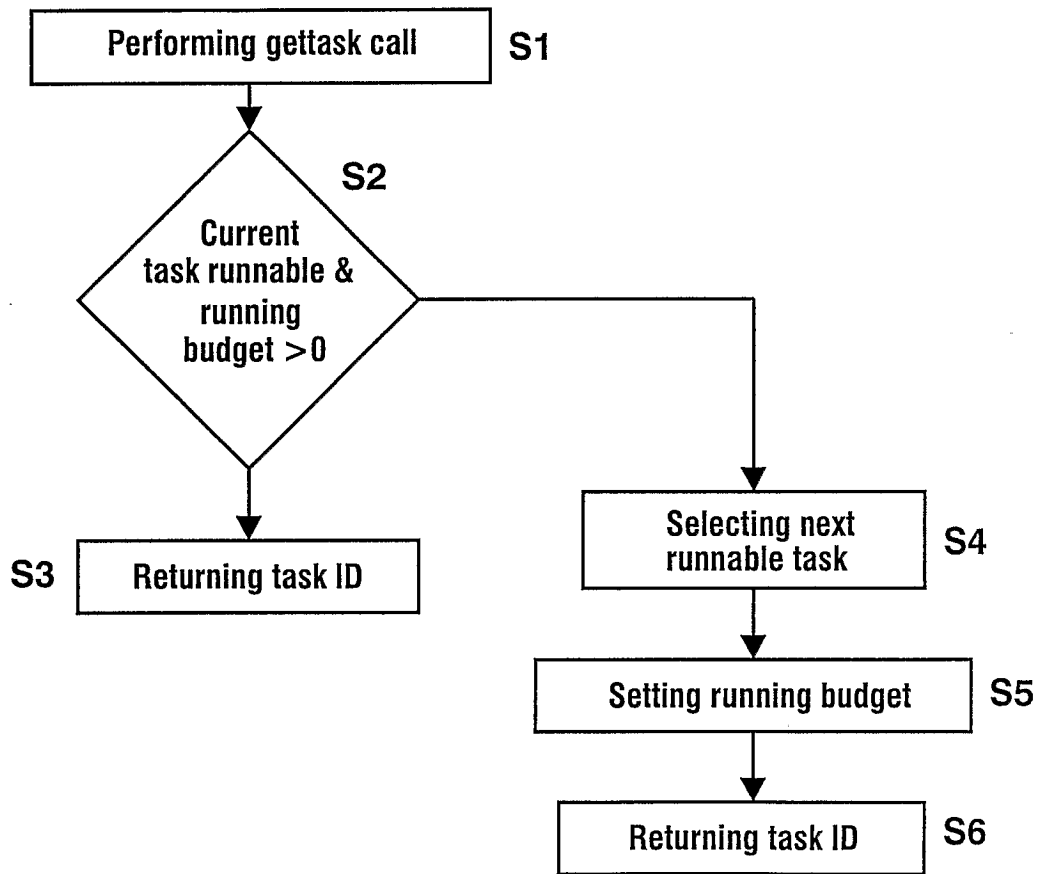 Performing gettask call
S1
S2
Current
task runnable &
running
budget >0
S3
Returning task ID
Selecting next
runnable task
S4
Setting running budget
S5
Returning task ID
S6